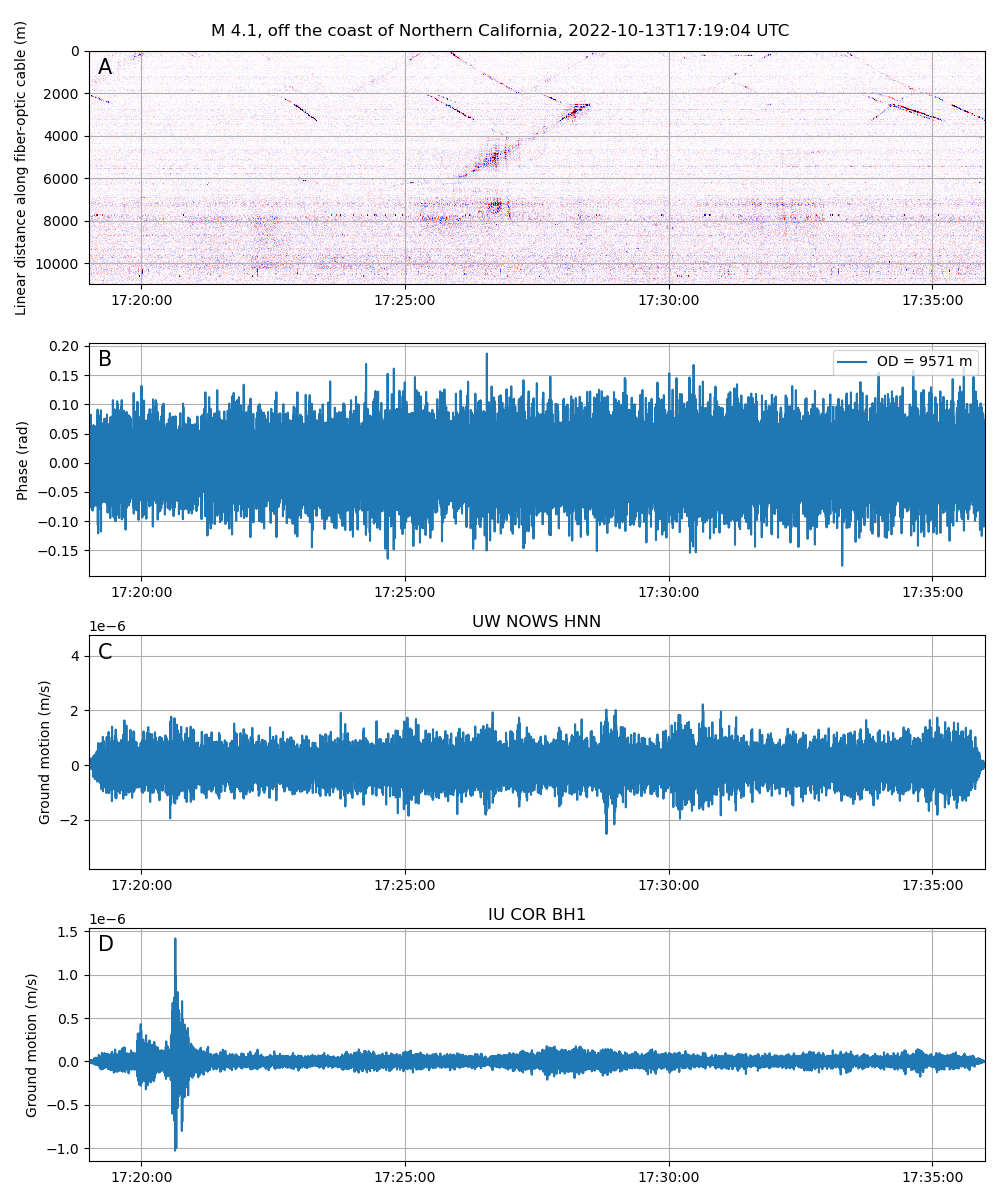 M 4.1, off the coast of Northern California, 2022-10-13T17:19:04 UTC
A
Linear distance along fiber-optic cable (m)
0
2000
4000
6000
8000
10000
17:20:00 17:25:00 17:30:00 17:35:00
B
OD = 9571 m
Phase (rad)
0.20
0.15
0.10
0.05
0.00
−0.05
−0.10
−0.15
17:20:00 17:25:00 17:30:00 17:35:00
UW NOWS HNN
1e−6
C
Ground motion (m/s)
4
2
0
−2
17:20:00 17:25:00 17:30:00 17:35:00
IU COR BH1
1e−6
D
Ground motion (m/s)
1.5
1.0
0.5
0.0
−0.5
−1.0
17:20:00 17:25:00 17:30:00 17:35:00